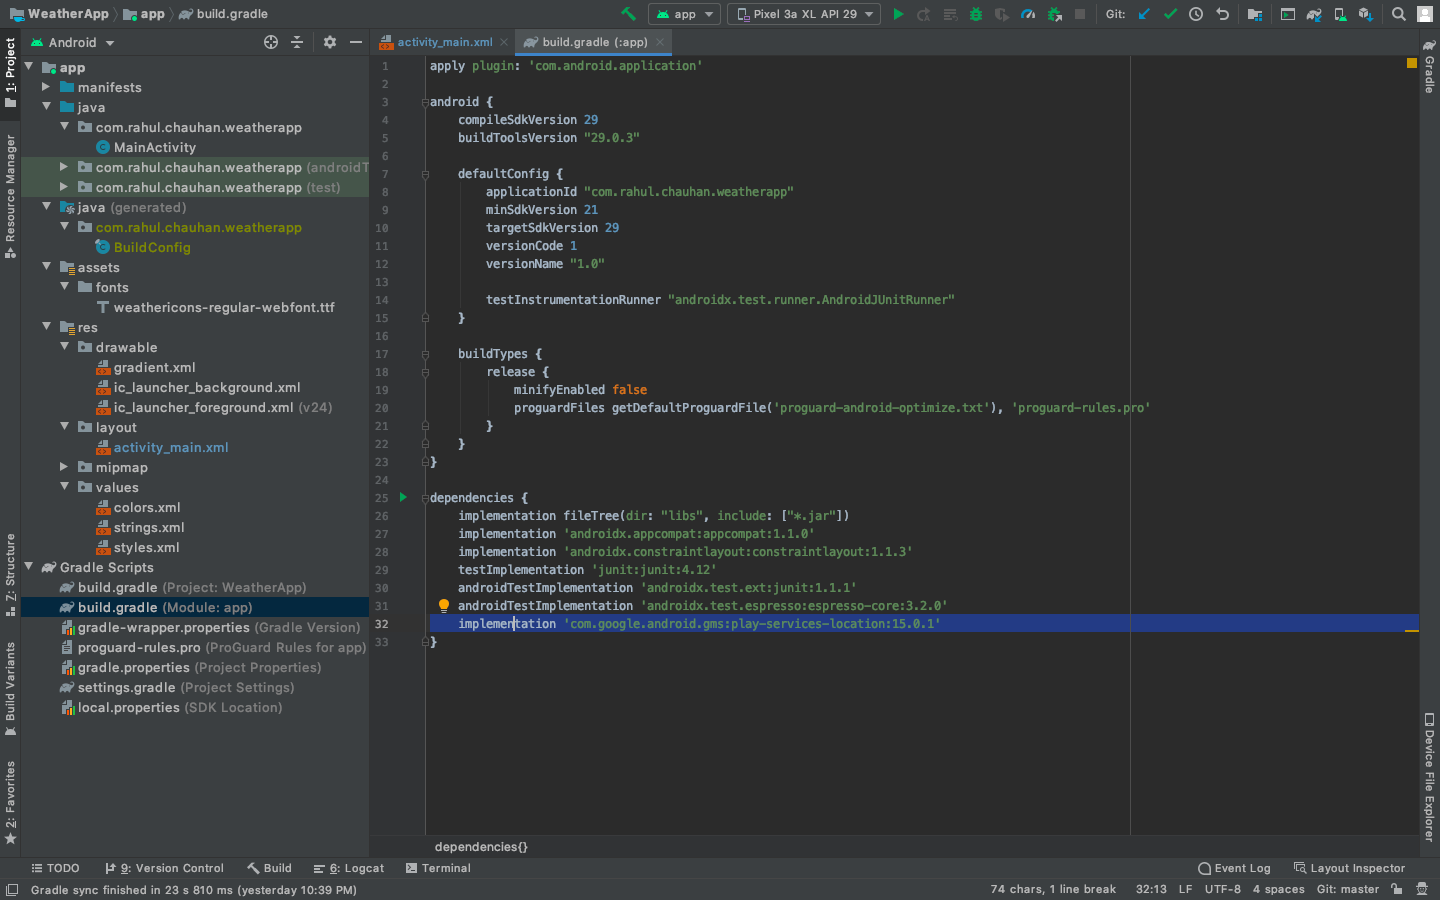 WeatherApp app build.gradle
app Pixel 3a XL API 29 Git:
Android
activity_main.xml build.gradle (:app)
1: Project
Resource Manager
Z: Structure
Build Variants
2: Favorites
app
manifests
java
com.rahul.chauhan.weatherapp
MainActivity
com.rahul.chauhan.weatherapp (androidT
com.rahul.chauhan.weatherapp (test)
java (generated)
com.rahul.chauhan.weatherapp
BuildConfig
assets
fonts
weathericons-regular-webfont.ttf
res
drawable
gradient.xml
ic_launcher_background.xml
ic_launcher_foreground.xml (v24)
layout
activity_main.xml
mipmap
values
colors.xml
strings.xml
styles.xml
Gradle Scripts
build.gradle (Project: WeatherApp)
build.gradle (Module: app)
gradle-wrapper.properties (Gradle Version)
proguard-rules.pro (ProGuard Rules for app)
gradle.properties (Project Properties)
settings.gradle (Project Settings)
local.properties (SDK Location)
1 apply plugin: 'com.android.application'
2
3 android {
4 compileSdkVersion 29
5 buildToolsVersion "29.0.3"
6
7 defaultConfig {
8 applicationId "com.rahul.chauhan.weatherapp"
9 minSdkVersion 21
10 targetSdkVersion 29
11 versionCode 1
12 versionName "1.0"
13
14 testInstrumentationRunner "androidx.test.runner.AndroidJUnitRunner"
15 }
16
17 buildTypes {
18 release {
19 minifyEnabled false
20 proguardFiles getDefaultProguardFile('proguard-android-optimize.txt'), 'proguard-rules.pro'
21 }
22 }
23 }
24
25 dependencies {
26 implementation fileTree(dir: "libs", include: ["*.jar"])
27 implementation 'androidx.appcompat:appcompat:1.1.0'
28 implementation 'androidx.constraintlayout:constraintlayout:1.1.3'
29 testImplementation 'junit:junit:4.12'
30 androidTestImplementation 'androidx.test.ext:junit:1.1.1'
31 androidTestImplementation 'androidx.test.espresso:espresso-core:3.2.0'
32 implementation 'com.google.android.gms:play-services-location:15.0.1'
33 }
Gradle
Device File Explorer
dependencies{}
TODO 9: Version Control Build 6: Logcat Terminal Event Log Layout Inspector
Gradle sync finished in 23 s 810 ms (yesterday 10:39 PM) 74 chars, 1 line break 32:13 LF UTF-8 4 spaces Git: master